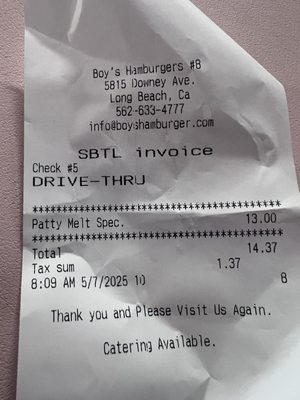 Boy's Hamburgers #8
5815 Downey Ave.
Long Beach, Ca
562-633-4777
info@boyshamburger.com
SBTL invoice
Check #5
DRIVE-THRU
****************************************
Patty Melt Spec. 13.00
****************************************
Total 14.37
Tax sum 1.37
8:09 AM 5/7/2025 10 8
Thank you and Please Visit Us Again.
Catering Available.